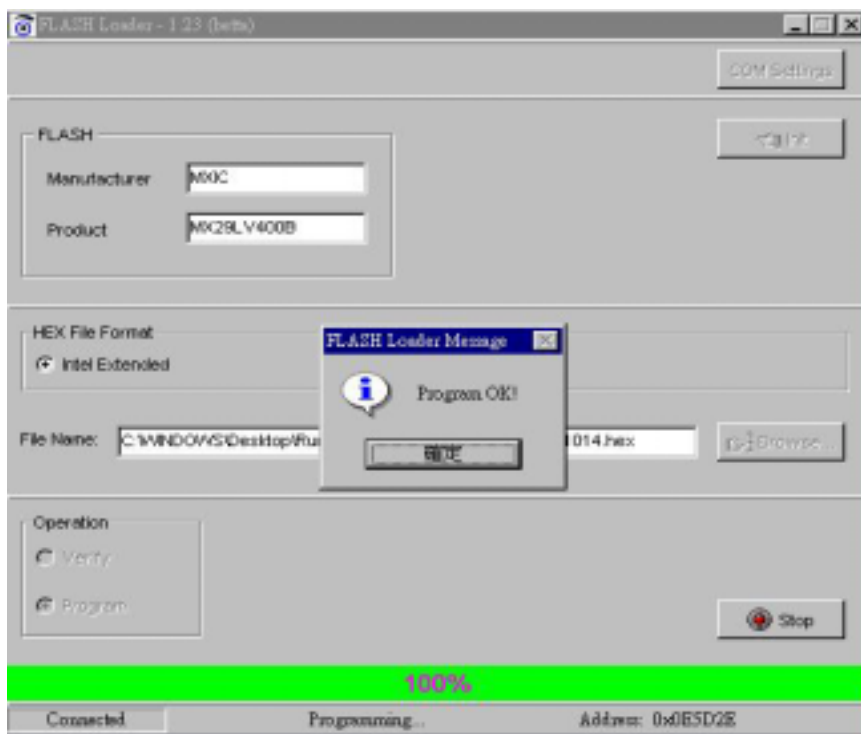 FLASH Loader - 1.23 (betta)
COM Settings
FLASH
Manufacturer MXIC
Product MX29LV400B
HEX File Format
Intel Extended
FLASH Loader Message
Program OK!
確定
File Name: C:\WINDOWS\Desktop\Ru 1014.hex Browse...
Operation
Verify
Program
Stop
100%
Connected Programming... Address: 0x0E5D2E